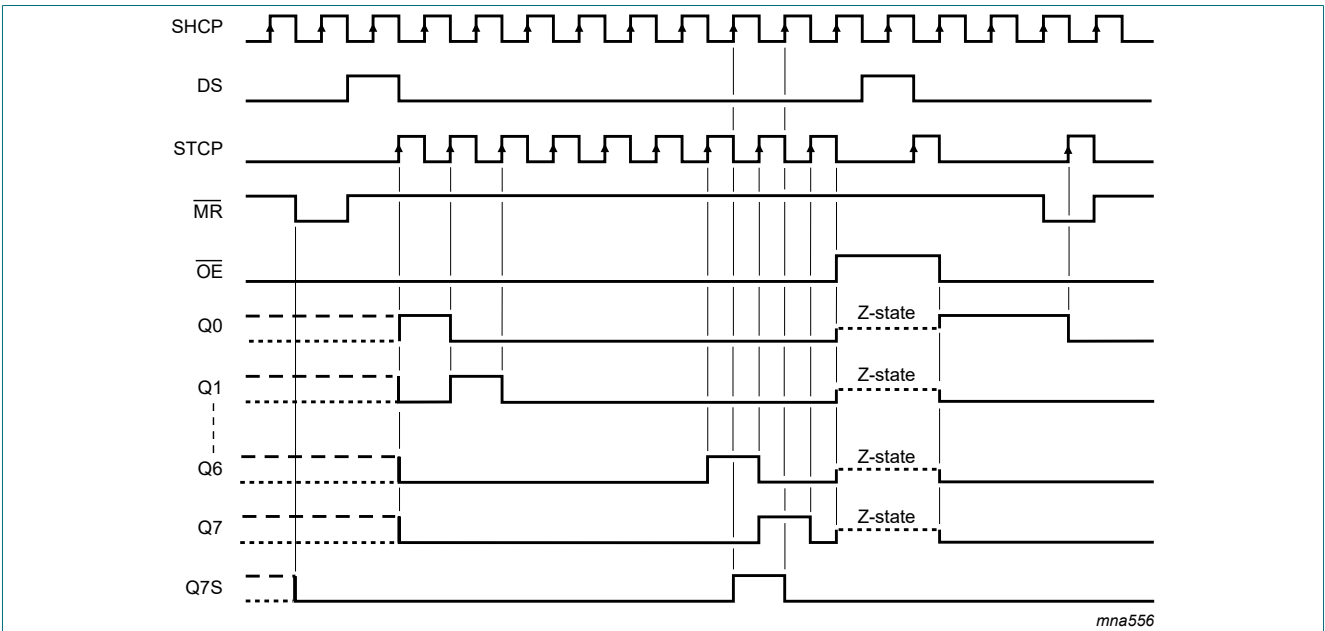 SHCP
DS
STCP
MR
OE
Q0
Z-state
Q1
Z-state
Q6
Z-state
Q7
Z-state
Q7S
mna556